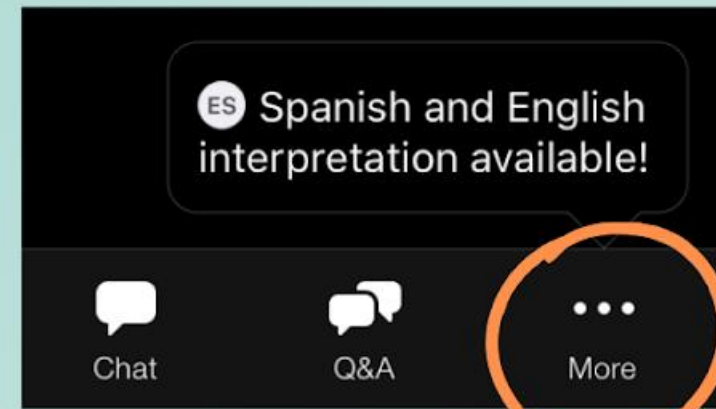 ES Spanish and English
interpretation available!
Chat
Q&A
More